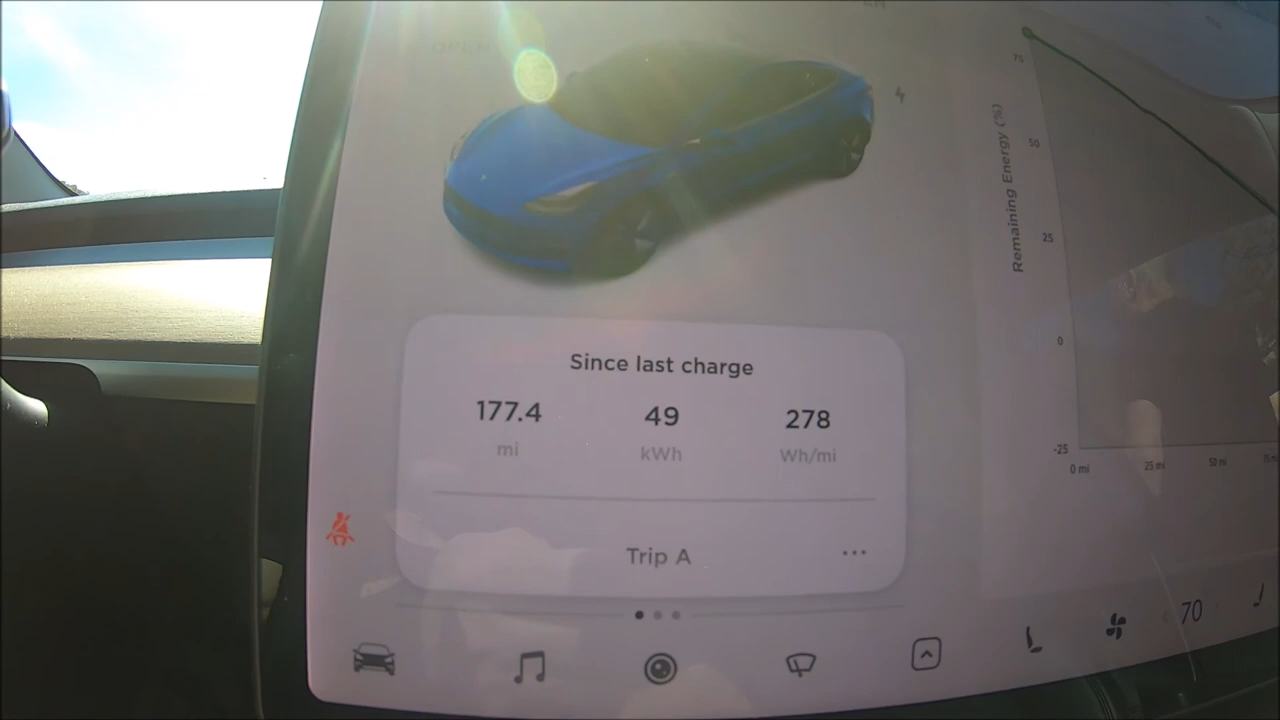 OPEN
Since last charge
177.4 49 278
mi kWh Wh/mi
Trip A
Remaining Energy (%)
75
50
25
0
-25
0 mi 25 mi 50 mi
70